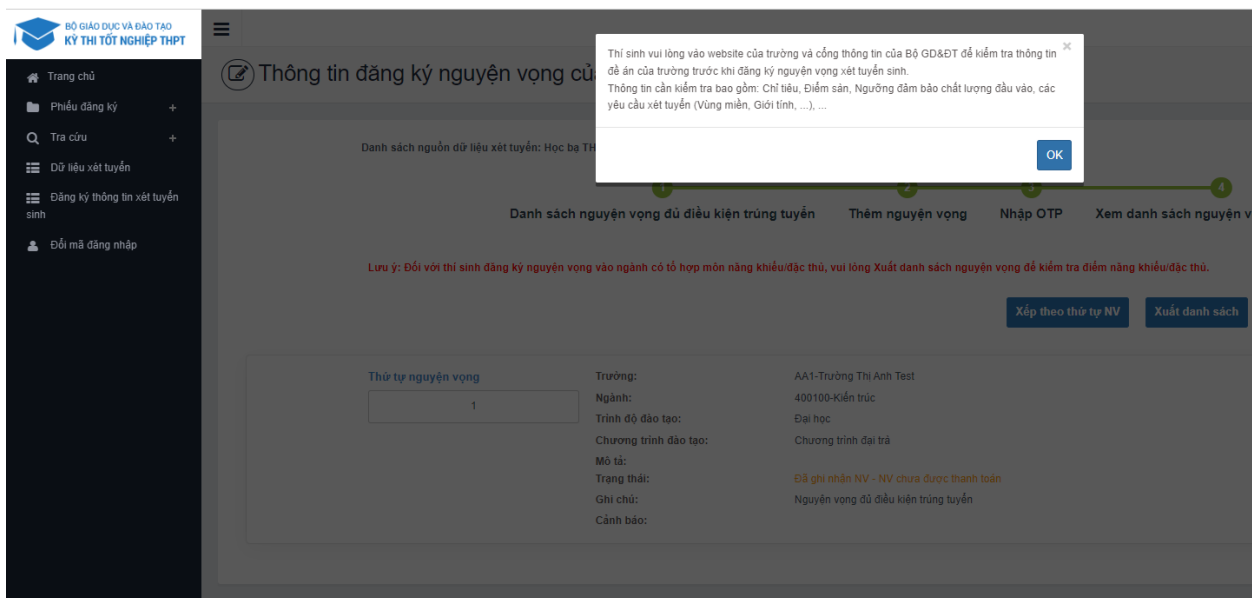 BỘ GIÁO DỤC VÀ ĐÀO TẠO
KỲ THI TỐT NGHIỆP THPT
Trang chủ
Phiếu đăng ký +
Tra cứu +
Dữ liệu xét tuyển
Đăng ký thông tin xét tuyển
sinh
Đổi mã đăng nhập
Thông tin đăng ký nguyện vọng
Thí sinh vui lòng vào website của trường và cổng thông tin của Bộ GD&ĐT để kiểm tra thông tin
đề án của trường trước khi đăng ký nguyện vọng xét tuyển sinh.
Thông tin cần kiểm tra bao gồm: Chỉ tiêu, Điểm sàn, Ngưỡng đảm bảo chất lượng đầu vào, các
yêu cầu xét tuyển (Vùng miền, Giới tính, ...), ...
×
OK
Danh sách nguồn dữ liệu xét tuyển: Học bạ TH
1 2 3 4
Danh sách nguyện vọng đủ điều kiện trúng tuyển Thêm nguyện vọng Nhập OTP Xem danh sách nguyện v
Lưu ý: Đối với thí sinh đăng ký nguyện vọng vào ngành có tổ hợp môn năng khiếu/đặc thù, vui lòng Xuất danh sách nguyện vọng để kiểm tra điểm năng khiếu/đặc thù.
Xếp theo thứ tự NV Xuất danh sách
Thứ tự nguyện vọng
1
Trường: AA1-Trường Thị Anh Test
Ngành: 400100-Kiến trúc
Trình độ đào tạo: Đại học
Chương trình đào tạo: Chương trình đại trà
Mô tả:
Trạng thái: Đã ghi nhận NV - NV chưa được thanh toán
Ghi chú: Nguyện vọng đủ điều kiện trúng tuyển
Cảnh báo: